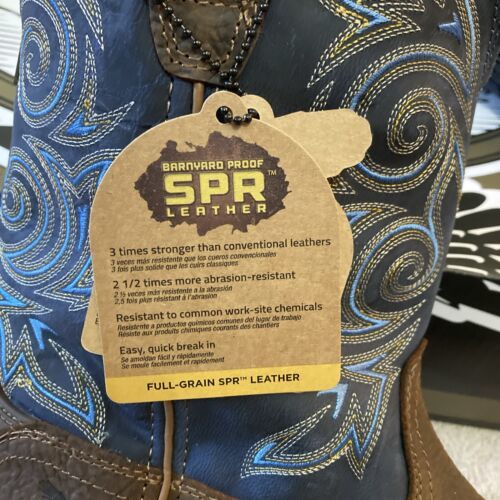 BARNYARD PROOF
SPR™
LEATHER
3 times stronger than conventional leathers
3 veces más resistente que los cueros convencionales
3 fois plus solide que les cuirs classiques
2 1/2 times more abrasion-resistant
2 ½ veces más resistente a la abrasión
2,5 fois plus résistant à l'abrasion
Resistant to common work-site chemicals
Resistente a productos químicos comunes del lugar de trabajo
Résiste aux produits chimiques courants des chantiers
Easy, quick break in
Se amoldan fácil y rápidamente
Se moule facilement et rapidement
FULL-GRAIN SPR™ LEATHER